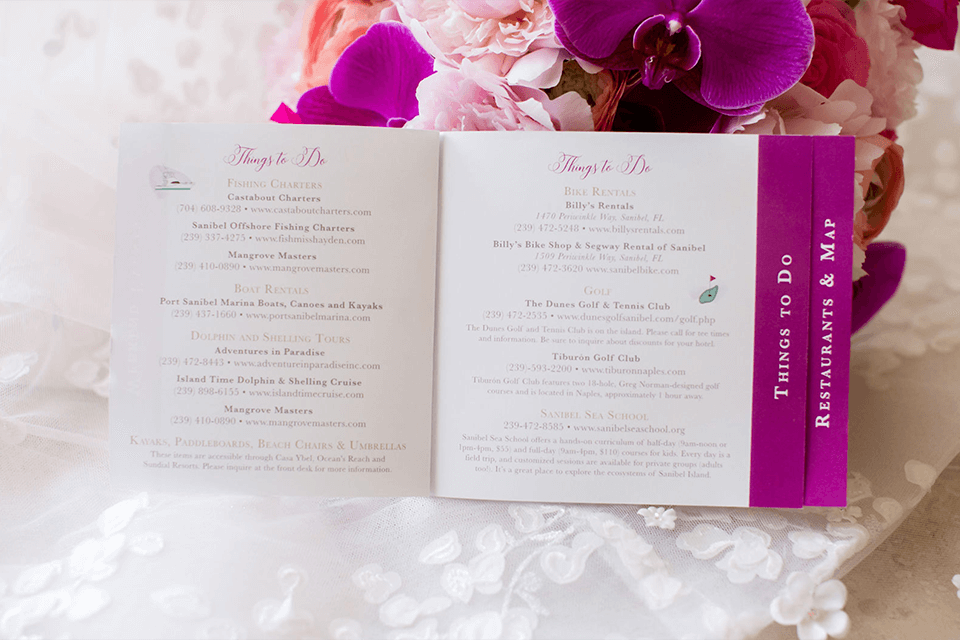 Things to Do
Fishing Charters
Castabout Charters
(704) 608-9328 • www.castaboutcharters.com
Sanibel Offshore Fishing Charters
(239) 337-4275 • www.fishmisshayden.com
Mangrove Masters
(239) 410-0890 • www.mangrovemasters.com
Boat Rentals
Port Sanibel Marina Boats, Canoes and Kayaks
(239) 437-1660 • www.portsanibelmarina.com
Dolphin and Shelling Tours
Adventures in Paradise
(239) 472-8443 • www.adventureinparadiseinc.com
Island Time Dolphin & Shelling Cruise
(239) 898-6155 • www.islandtimecruise.com
Mangrove Masters
(239) 410-0890 • www.mangrovemasters.com
Kayaks, Paddleboards, Beach Chairs & Umbrellas
These items are accessible through Casa Ybel, Ocean's Reach and
Sundial Resorts. Please inquire at the front desk for more information.
Things to Do
Bike Rentals
Billy's Rentals
1470 Periwinkle Way, Sanibel, FL
(239) 472-5248 • www.billysrentals.com
Billy's Bike Shop & Segway Rental of Sanibel
1509 Periwinkle Way, Sanibel, FL
(239) 472-3620 www.sanibelbike.com
Golf
The Dunes Golf & Tennis Club
(239) 472-2535 • www.dunesgolfsanibel.com/golf.php
The Dunes Golf and Tennis Club is on the island. Please call for tee times
and information. Be sure to inquire about discounts for your hotel.
Tiburón Golf Club
(239)-593-2200 • www.tiburonnaples.com
Tiburón Golf Club features two 18-hole, Greg Norman-designed golf
courses and is located in Naples, approximately 1 hour away.
Sanibel Sea School
239-472-8585 • www.sanibelseaschool.org
Sanibel Sea School offers a hands-on curriculum of half-day (9am-noon or
1pm-4pm, $55) and full-day (9am-4pm, $110) courses for kids. Every day is a
field trip, and customized sessions are available for private groups (adults
too!). It's a great place to explore the ecosystems of Sanibel Island.
Things to Do
Restaurants & Map